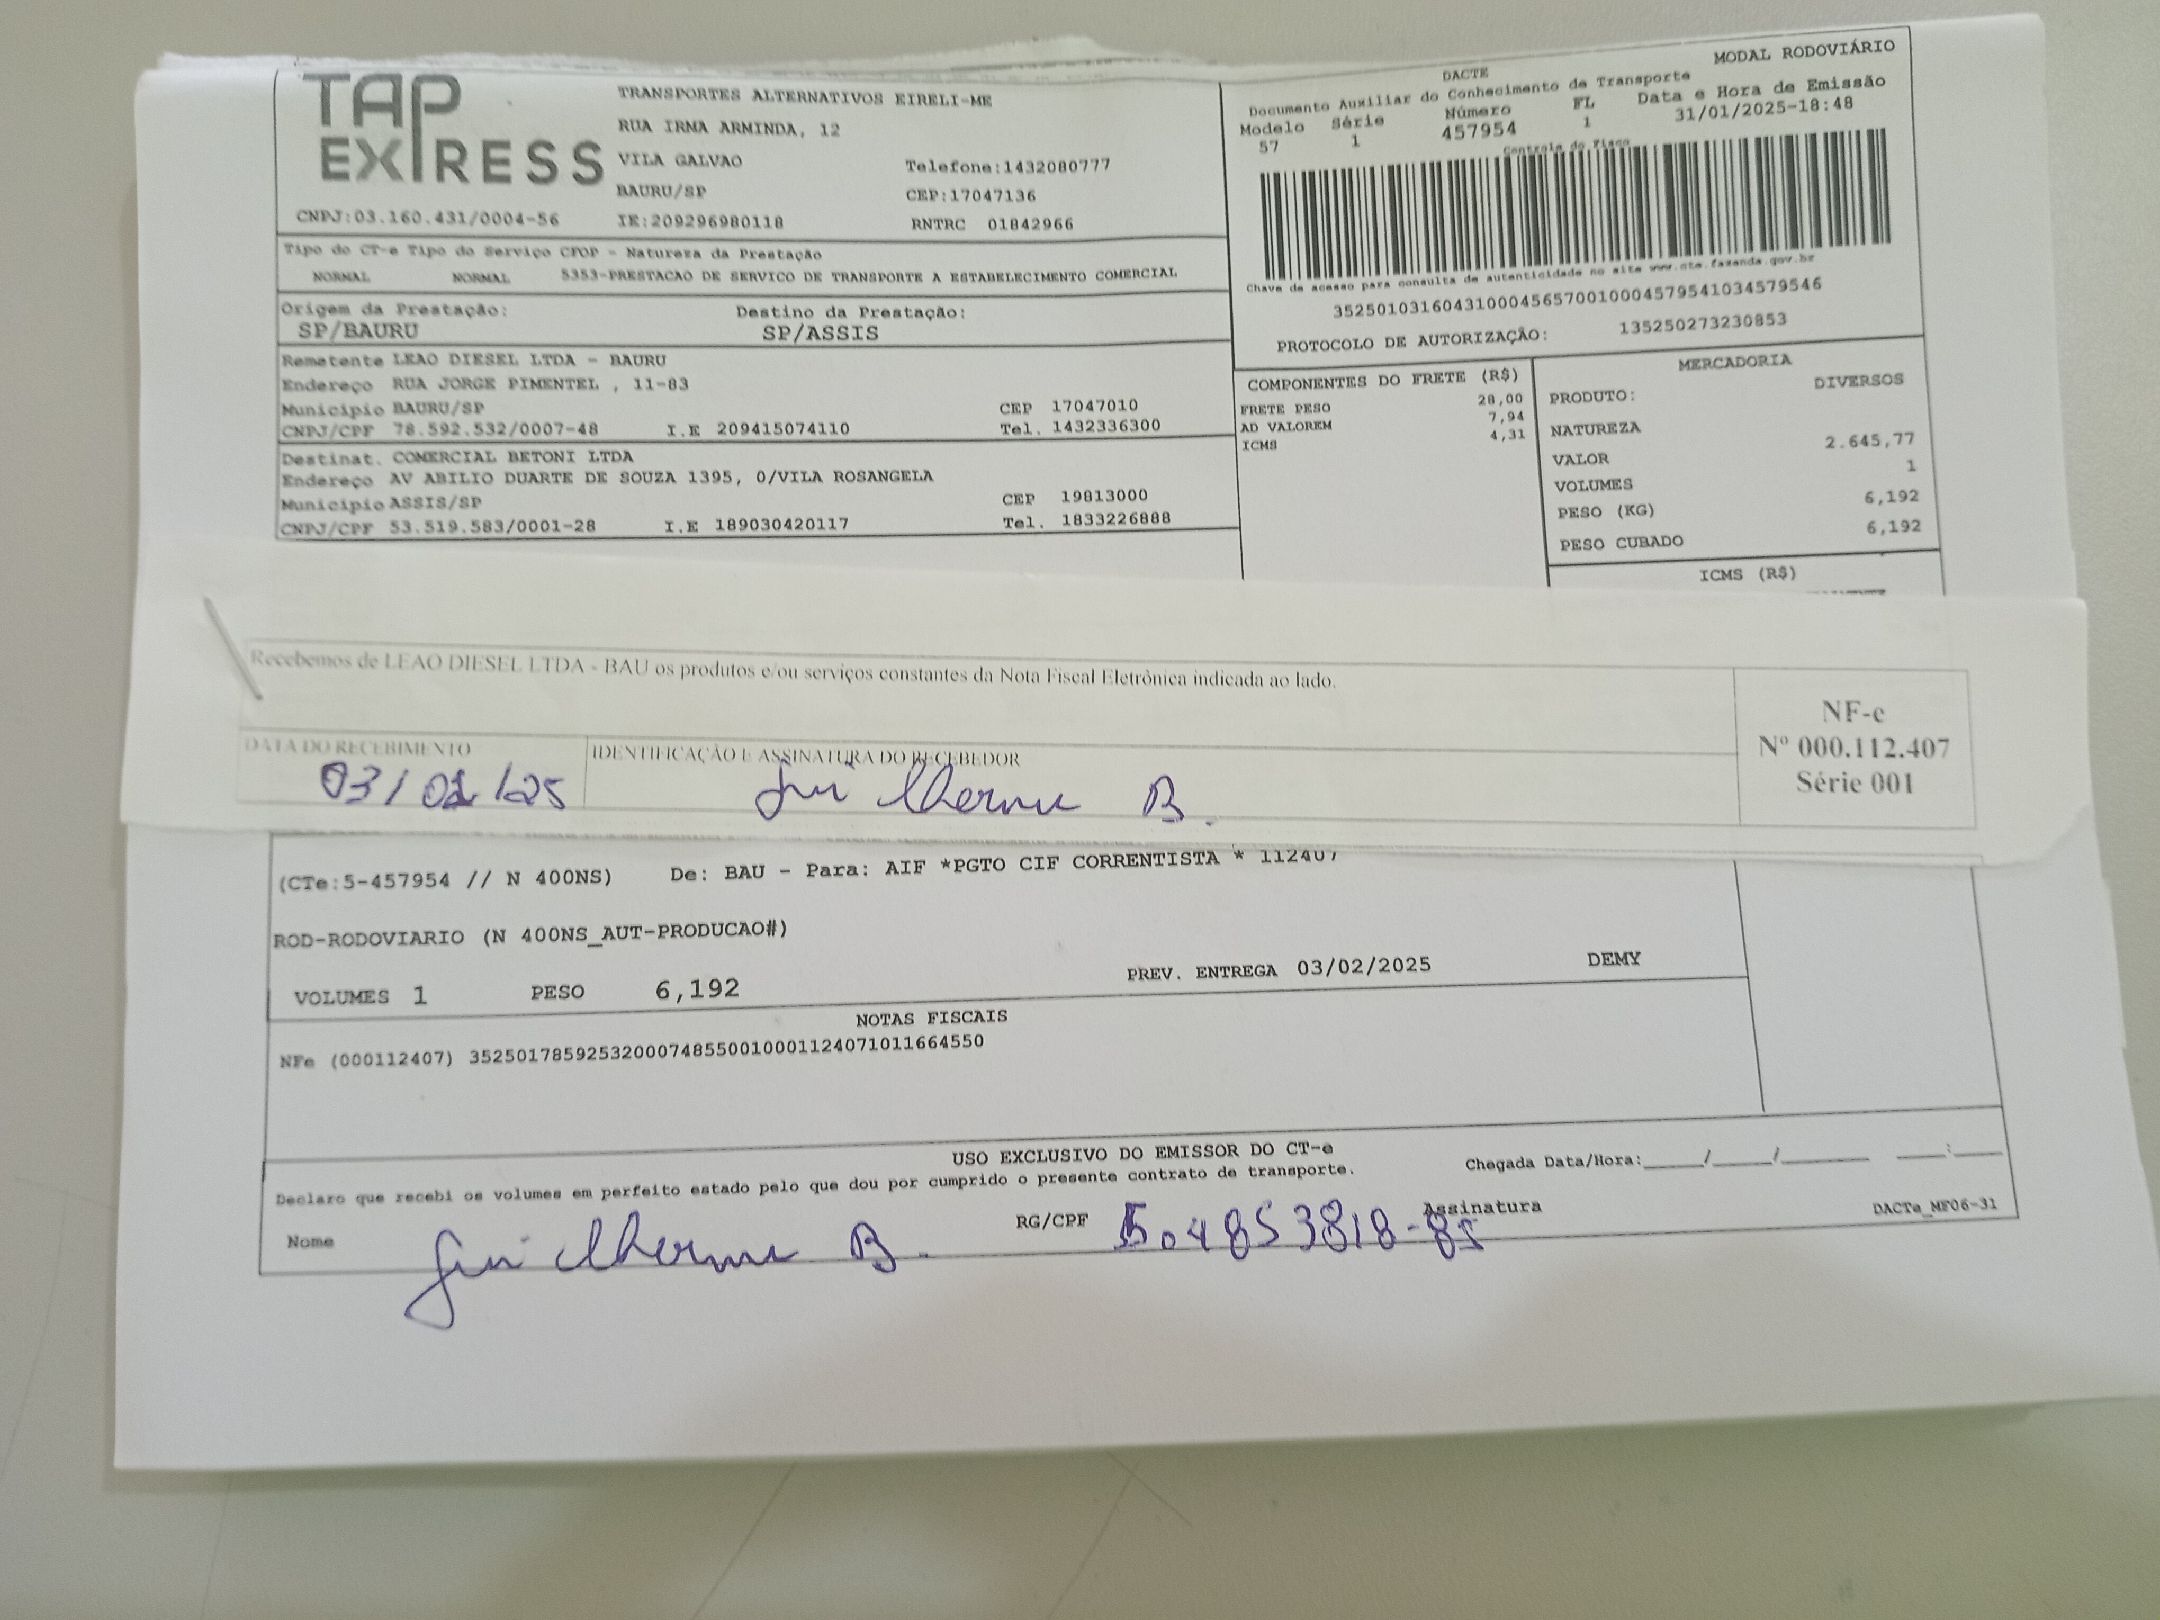 TAP EXPRESS
TRANSPORTES ALTERNATIVOS EIRELI-ME
RUA IRMA ARMINDA, 12
VILA GALVAO Telefone:1432080777
BAURU/SP CEP:17047136
CNPJ:03.160.431/0004-56 IE:209296980118 RNTRC 01842966
MODAL RODOVIÁRIO
DACTE
Documento Auxiliar do Conhecimento de Transporte
Modelo Série Número FL Data e Hora de Emissão
57 1 457954 1 31/01/2025-18:48
Controle do Fisco
Chave de acesso para consulta de autenticidade no site www.cte.fazenda.gov.br
35250103160431000456570010004579541034579546
PROTOCOLO DE AUTORIZAÇÃO: 135250273230853
Tipo do CT-e Tipo do Serviço CFOP - Natureza da Prestação
NORMAL NORMAL 5353-PRESTACAO DE SERVICO DE TRANSPORTE A ESTABELECIMENTO COMERCIAL
Origem da Prestação: Destino da Prestação:
SP/BAURU SP/ASSIS
Remetente LEAO DIESEL LTDA - BAURU
Endereço RUA JORGE PIMENTEL , 11-83
Município BAURU/SP CEP 17047010
CNPJ/CPF 78.592.532/0007-48 I.E 209415074110 Tel. 1432336300
Destinat. COMERCIAL BETONI LTDA
Endereço AV ABILIO DUARTE DE SOUZA 1395, 0/VILA ROSANGELA
Município ASSIS/SP CEP 19813000
CNPJ/CPF 53.519.583/0001-28 I.E 189030420117 Tel. 1833226888
COMPONENTES DO FRETE (R$)
FRETE PESO 28,00
AD VALOREM 7,94
ICMS 4,31
MERCADORIA
PRODUTO: DIVERSOS
NATUREZA
VALOR 2.645,77
VOLUMES 1
PESO (KG) 6,192
PESO CUBADO 6,192
ICMS (R$)
Recebemos de LEAO DIESEL LTDA - BAU os produtos e/ou serviços constantes da Nota Fiscal Eletrônica indicada ao lado.
DATA DO RECEBIMENTO IDENTIFICAÇÃO E ASSINATURA DO RECEBEDOR
03/02/25 Guilherme B.
NF-e
Nº 000.112.407
Série 001
(CTe:5-457954 // N 400NS) De: BAU - Para: AIF *PGTO CIF CORRENTISTA * 112407
ROD-RODOVIARIO (N 400NS_AUT-PRODUCAO#)
VOLUMES 1 PESO 6,192 PREV. ENTREGA 03/02/2025 DEMY
NOTAS FISCAIS
NFe (000112407) 35250178592532000748550010001124071011664550
USO EXCLUSIVO DO EMISSOR DO CT-e
Declaro que recebi os volumes em perfeito estado pelo que dou por cumprido o presente contrato de transporte. Chegada Data/Hora:____/____/______ ___:___
Nome Guilherme B. RG/CPF 504853818-85 Assinatura DACTe_MF06-31